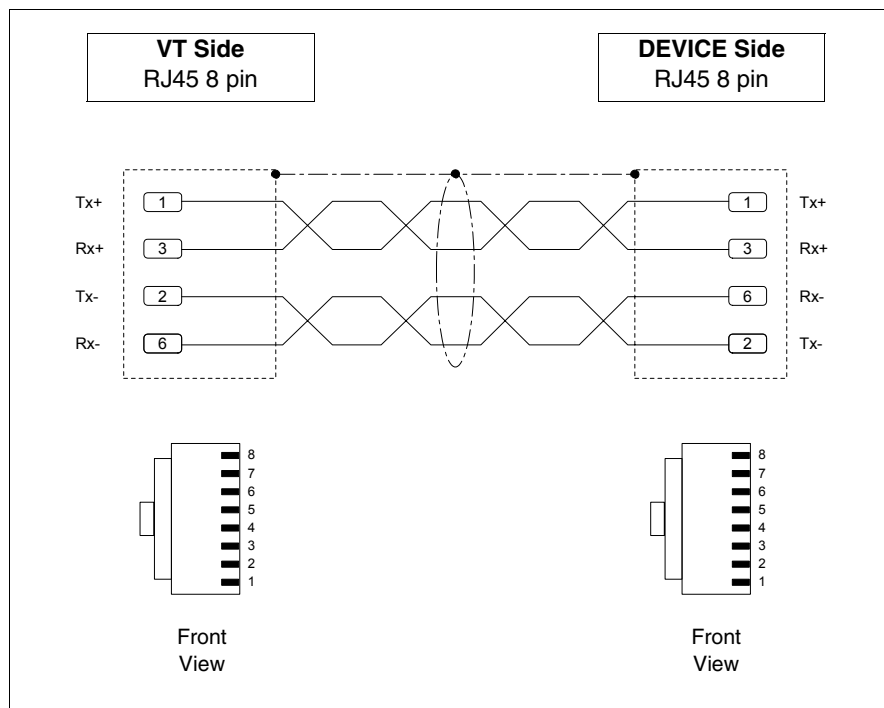 VT Side
RJ45 8 pin
DEVICE Side
RJ45 8 pin
Tx+ 1 1 Tx+
Rx+ 3 3 Rx+
Tx- 2 6 Rx-
Rx- 6 2 Tx-
8
7
6
5
4
3
2
1
Front
View
8
7
6
5
4
3
2
1
Front
View